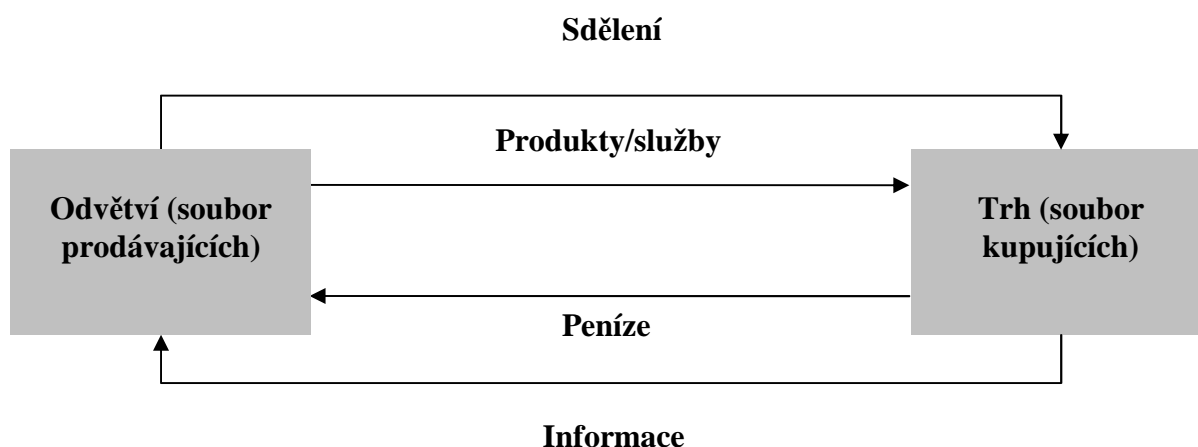 Sdělení
Produkty/služby
Odvětví (soubor
prodávajících)
Trh (soubor
kupujících)
Peníze
Informace